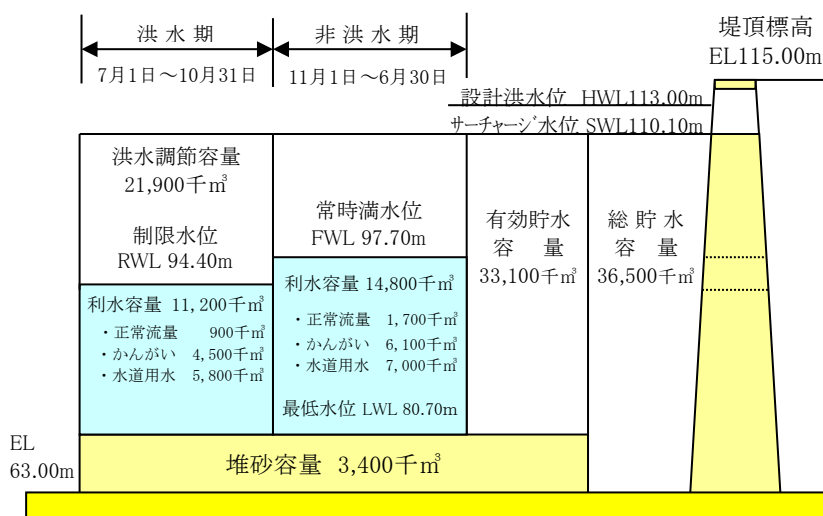 洪 水 期
7月1日～10月31日
非 洪 水 期
11月1日～6月30日
堤頂標高
EL115.00m
設計洪水位 HWL113.00m
サーチャージ水位 SWL110.10m
洪水調節容量
21,900千㎥
制限水位
RWL 94.40m
常時満水位
FWL 97.70m
有効貯水
容 量
33,100千㎥
総 貯 水
容 量
36,500千㎥
利水容量 11,200千㎥
・正常流量 900千㎥
・かんがい 4,500千㎥
・水道用水 5,800千㎥
利水容量 14,800千㎥
・正常流量 1,700千㎥
・かんがい 6,100千㎥
・水道用水 7,000千㎥
最低水位 LWL 80.70m
EL
63.00m
堆砂容量 3,400千㎥